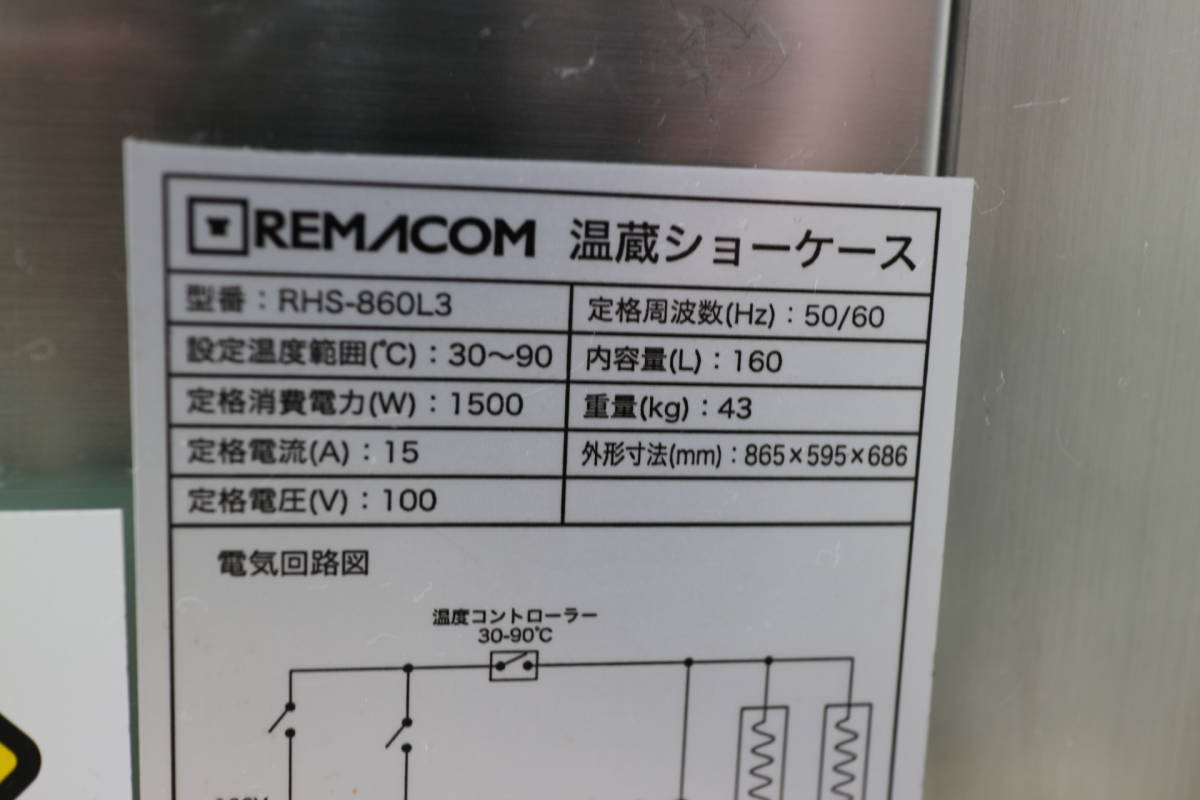 REMACOM 温蔵ショーケース
型番：RHS-860L3
定格周波数(Hz)：50/60
設定温度範囲(℃)：30～90
内容量(L)：160
定格消費電力(W)：1500
重量(kg)：43
定格電流(A)：15
外形寸法(mm)：865×595×686
定格電圧(V)：100
電気回路図
温度コントローラー
30-90℃